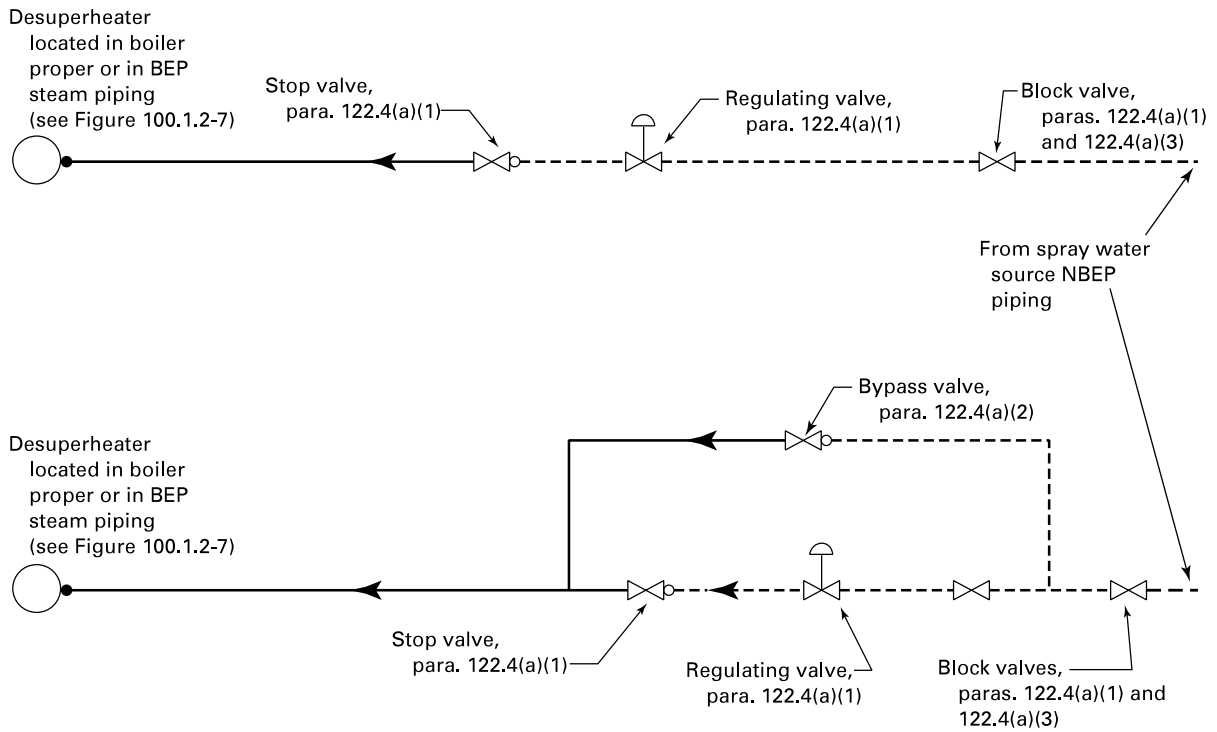 Desuperheater
located in boiler
proper or in BEP
steam piping
(see Figure 100.1.2-7)
Stop valve,
para. 122.4(a)(1)
Regulating valve,
para. 122.4(a)(1)
Block valve,
paras. 122.4(a)(1)
and 122.4(a)(3)
From spray water
source NBEP
piping
Bypass valve,
para. 122.4(a)(2)
Desuperheater
located in boiler
proper or in BEP
steam piping
(see Figure 100.1.2-7)
Stop valve,
para. 122.4(a)(1)
Regulating valve,
para. 122.4(a)(1)
Block valves,
paras. 122.4(a)(1) and
122.4(a)(3)